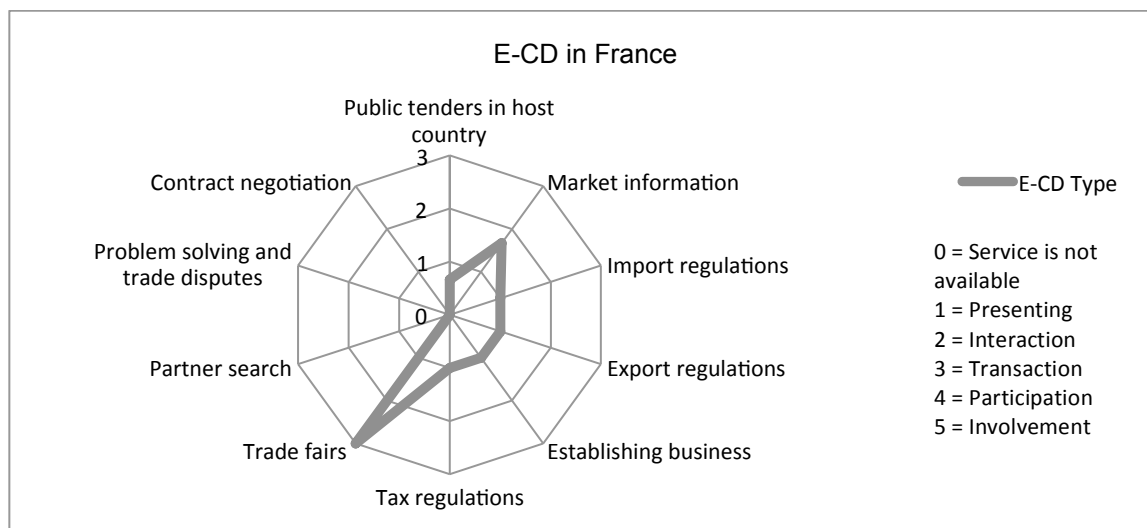 E-CD in France
Public tenders in host
country
Market information
Import regulations
Export regulations
Establishing business
Tax regulations
Trade fairs
Partner search
Problem solving and
trade disputes
Contract negotiation
3
2
1
0
E-CD Type
0 = Service is not
available
1 = Presenting
2 = Interaction
3 = Transaction
4 = Participation
5 = Involvement